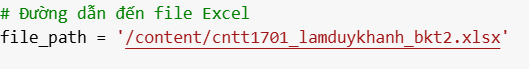 # Đường dẫn đến file Excel
file_path = '/content/cntt1701_lamduykhanh_bkt2.xlsx'